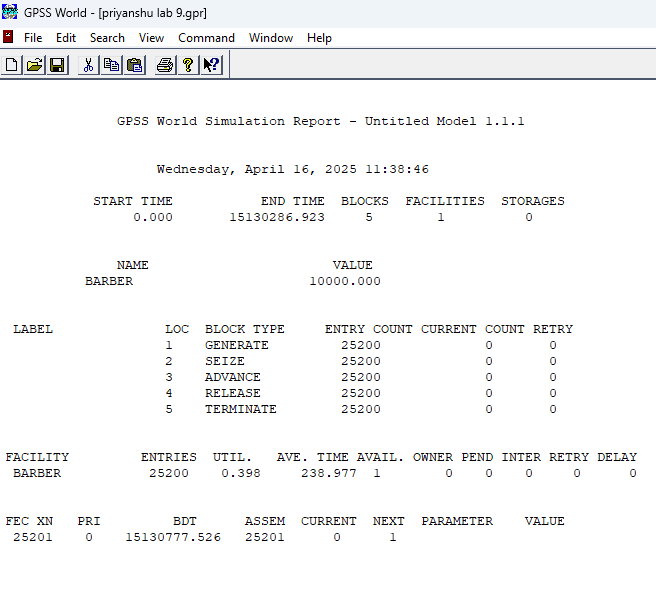 GPSS World - [priyanshu lab 9.gpr]
File Edit Search View Command Window Help
GPSS World Simulation Report - Untitled Model 1.1.1
Wednesday, April 16, 2025 11:38:46
START TIME END TIME BLOCKS FACILITIES STORAGES
0.000 15130286.923 5 1 0
NAME VALUE
BARBER 10000.000
LABEL LOC BLOCK TYPE ENTRY COUNT CURRENT COUNT RETRY
1 GENERATE 25200 0 0
2 SEIZE 25200 0 0
3 ADVANCE 25200 0 0
4 RELEASE 25200 0 0
5 TERMINATE 25200 0 0
FACILITY ENTRIES UTIL. AVE. TIME AVAIL. OWNER PEND INTER RETRY DELAY
BARBER 25200 0.398 238.977 1 0 0 0 0 0
FEC XN PRI BDT ASSEM CURRENT NEXT PARAMETER VALUE
25201 0 15130777.526 25201 0 1